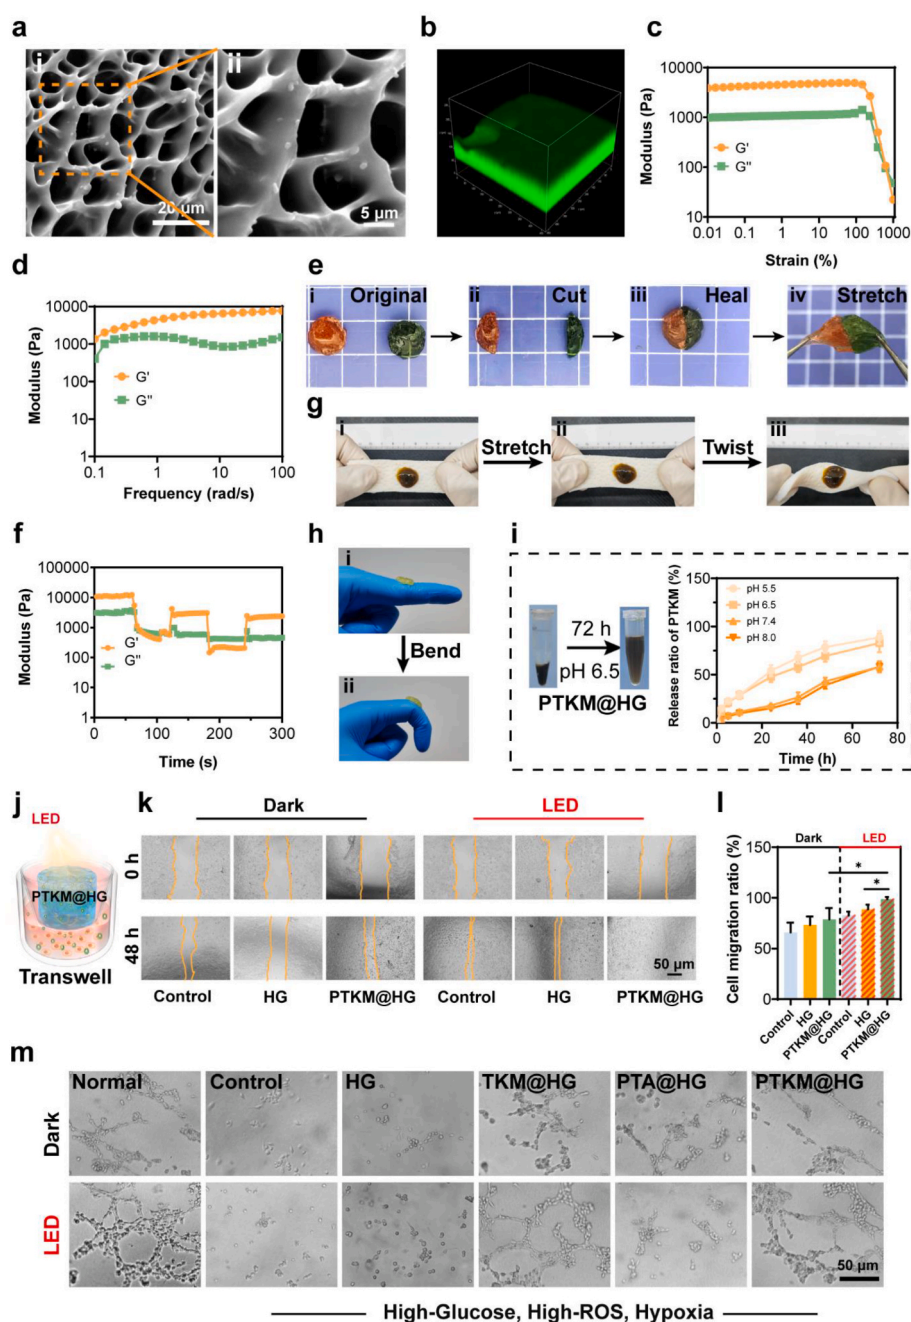 a
i
20 µm
ii
5 µm
b
c
Modulus (Pa)
10000
1000
100
10
G'
G''
0.01 0.1 1 10 100 1000
Strain (%)
d
Modulus (Pa)
10000
1000
100
10
1
G'
G''
0.1 1 10 100
Frequency (rad/s)
e
i Original
ii Cut
iii Heal
iv Stretch
g
i
Stretch
ii
Twist
iii
f
Modulus (Pa)
100000
10000
1000
100
10
1
G'
G''
0 100 200 300
Time (s)
h
i
Bend
ii
i
72 h
pH 6.5
PTKM@HG
Release ratio of PTKM (%)
150
100
50
0
pH 5.5
pH 6.5
pH 7.4
pH 8.0
0 20 40 60 80
Time (h)
j
LED
PTKM@HG
Transwell
k
Dark
LED
0 h
48 h
50 µm
Control HG PTKM@HG Control HG PTKM@HG
l
Cell migration ratio (%)
Dark LED
150
100
50
0
*
*
Control
HG
PTKM@HG
Control
HG
PTKM@HG
m
Normal Control HG TKM@HG PTA@HG PTKM@HG
Dark
LED
50 µm
High-Glucose, High-ROS, Hypoxia